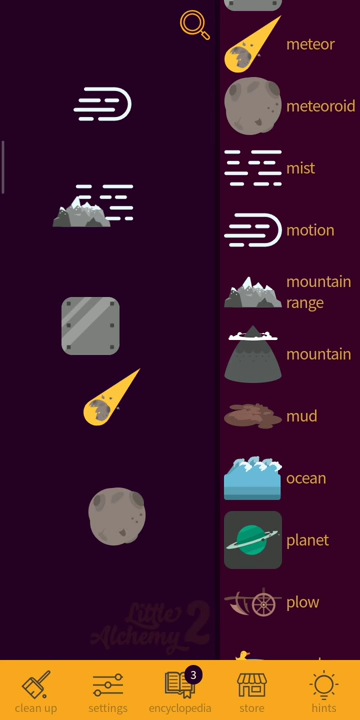 meteor
meteoroid
mist
motion
mountain
range
mountain
mud
ocean
planet
plow
Little
Alchemy 2
3
clean up
settings
encyclopedia
store
hints